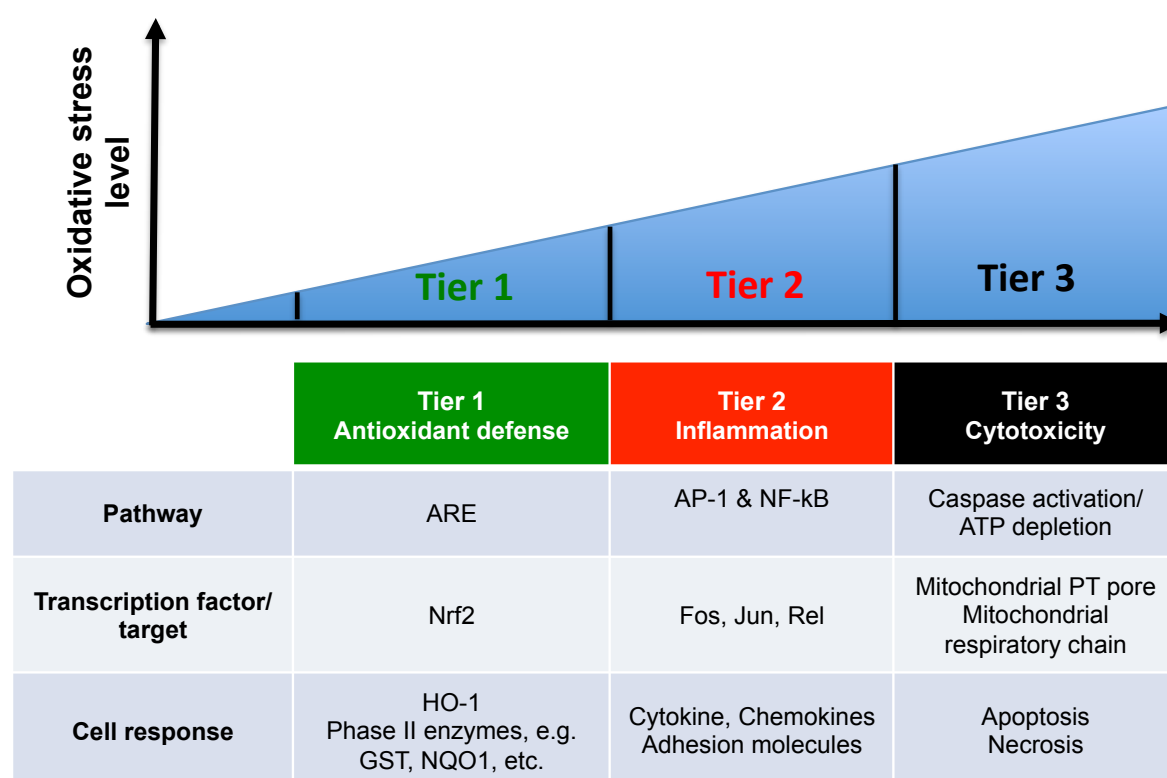 Oxidative stress
level
Tier 1
Tier 2
Tier 3
Tier 1
Antioxidant defense
Tier 2
Inflammation
Tier 3
Cytotoxicity
Pathway
ARE
AP-1 & NF-kB
Caspase activation/
ATP depletion
Transcription factor/
target
Nrf2
Fos, Jun, Rel
Mitochondrial PT pore
Mitochondrial
respiratory chain
Cell response
HO-1
Phase II enzymes, e.g.
GST, NQO1, etc.
Cytokine, Chemokines
Adhesion molecules
Apoptosis
Necrosis